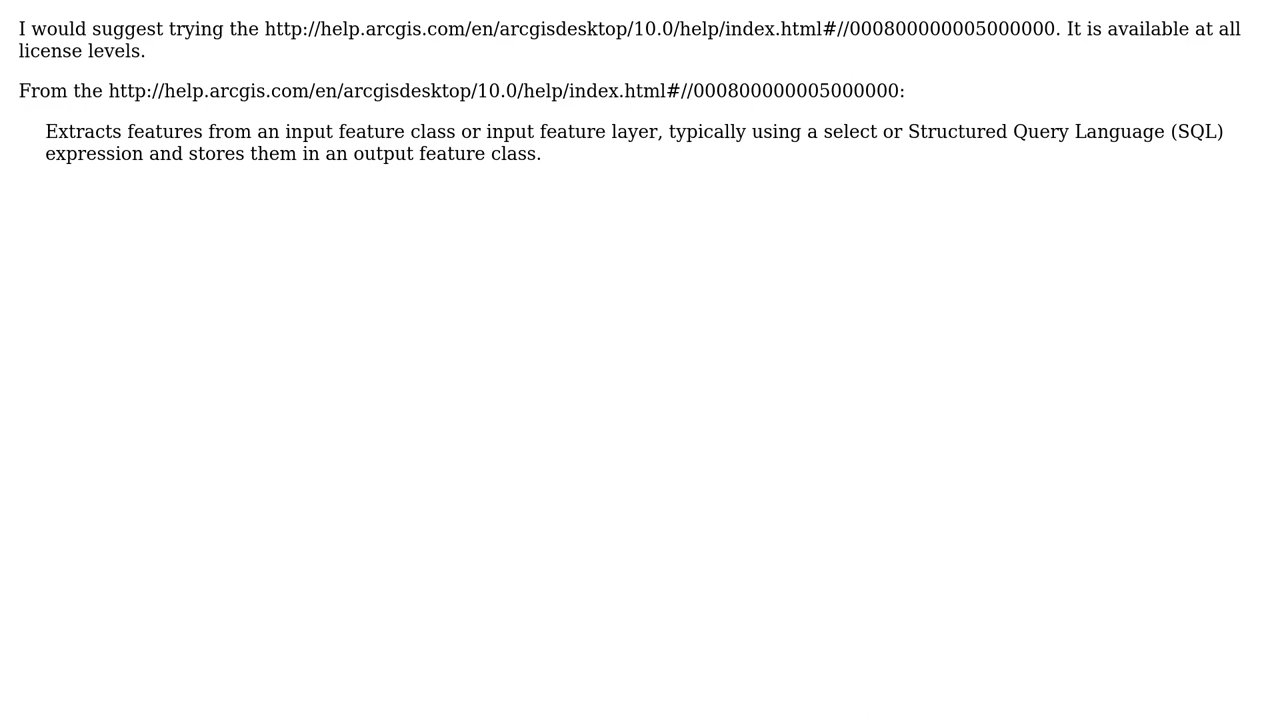 I would suggest trying the http://help.arcgis.com/en/arcgisdesktop/10.0/help/index.html#//000800000005000000. It is available at all
license levels.
From the http://help.arcgis.com/en/arcgisdesktop/10.0/help/index.html#//000800000005000000:
Extracts features from an input feature class or input feature layer, typically using a select or Structured Query Language (SQL)
expression and stores them in an output feature class.